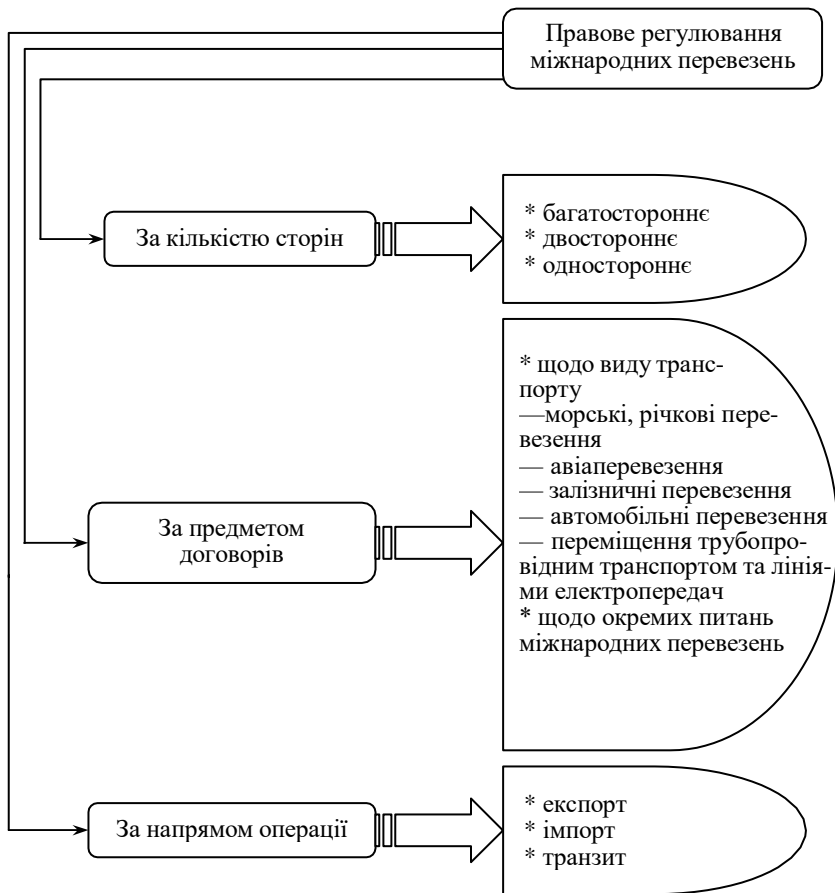 Правове регулювання
міжнародних перевезень
За кількістю сторін
* багатостороннє
* двостороннє
* одностороннє
За предметом
договорів
* щодо виду транс-
порту
—морські, річкові пере-
везення
— авіаперевезення
— залізничні перевезення
— автомобільні перевезення
— переміщення трубопро-
відним транспортом та лінія-
ми електропередач
* щодо окремих питань
міжнародних перевезень
За напрямом операції
* експорт
* імпорт
* транзит